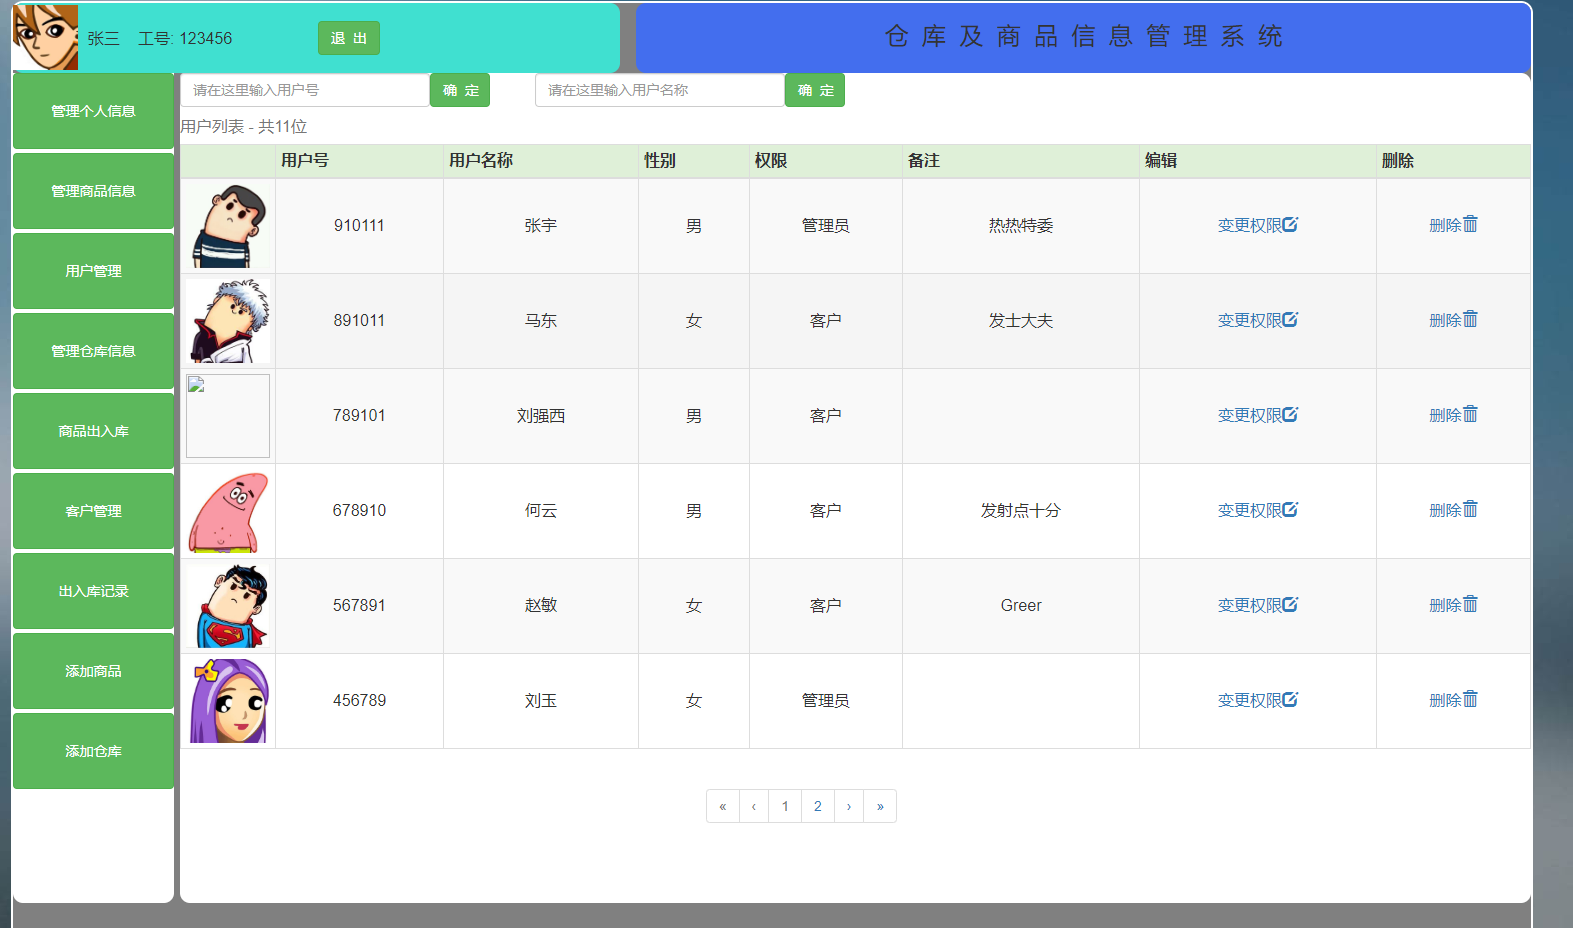 张三 工号: 123456 退 出
仓库及商品信息管理系统
管理个人信息
管理商品信息
用户管理
管理仓库信息
商品出入库
客户管理
出入库记录
添加商品
添加仓库
请在这里输入用户号 确 定 请在这里输入用户名称 确 定
用户列表 - 共11位
用户号 用户名称 性别 权限 备注 编辑 删除
910111 张宇 男 管理员 热热特委 变更权限 删除
891011 马东 女 客户 发士大夫 变更权限 删除
789101 刘强西 男 客户 变更权限 删除
678910 何云 男 客户 发射点十分 变更权限 删除
567891 赵敏 女 客户 Greer 变更权限 删除
456789 刘玉 女 管理员 变更权限 删除
« ‹ 1 2 › »